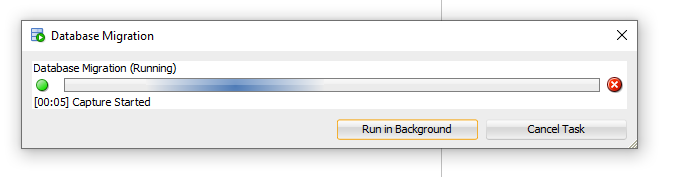 Database Migration
Database Migration (Running)
[00:05] Capture Started
Run in Background
Cancel Task